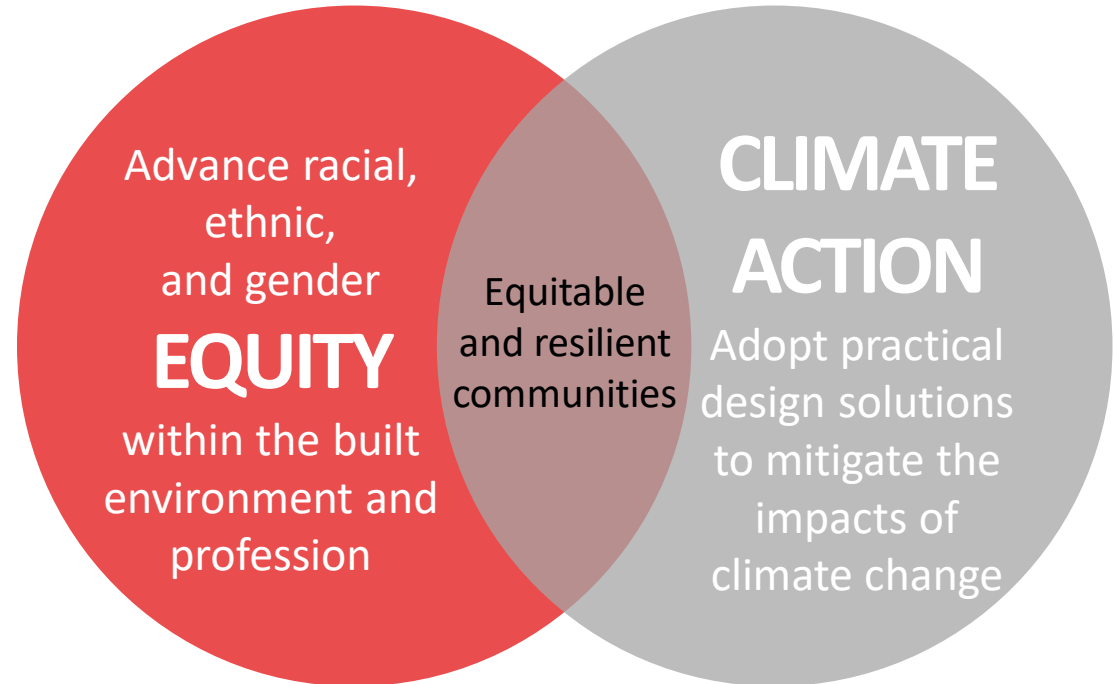 Advance racial,
ethnic,
and gender
EQUITY
within the built
environment and
profession
Equitable
and resilient
communities
CLIMATE
ACTION
Adopt practical
design solutions
to mitigate the
impacts of
climate change